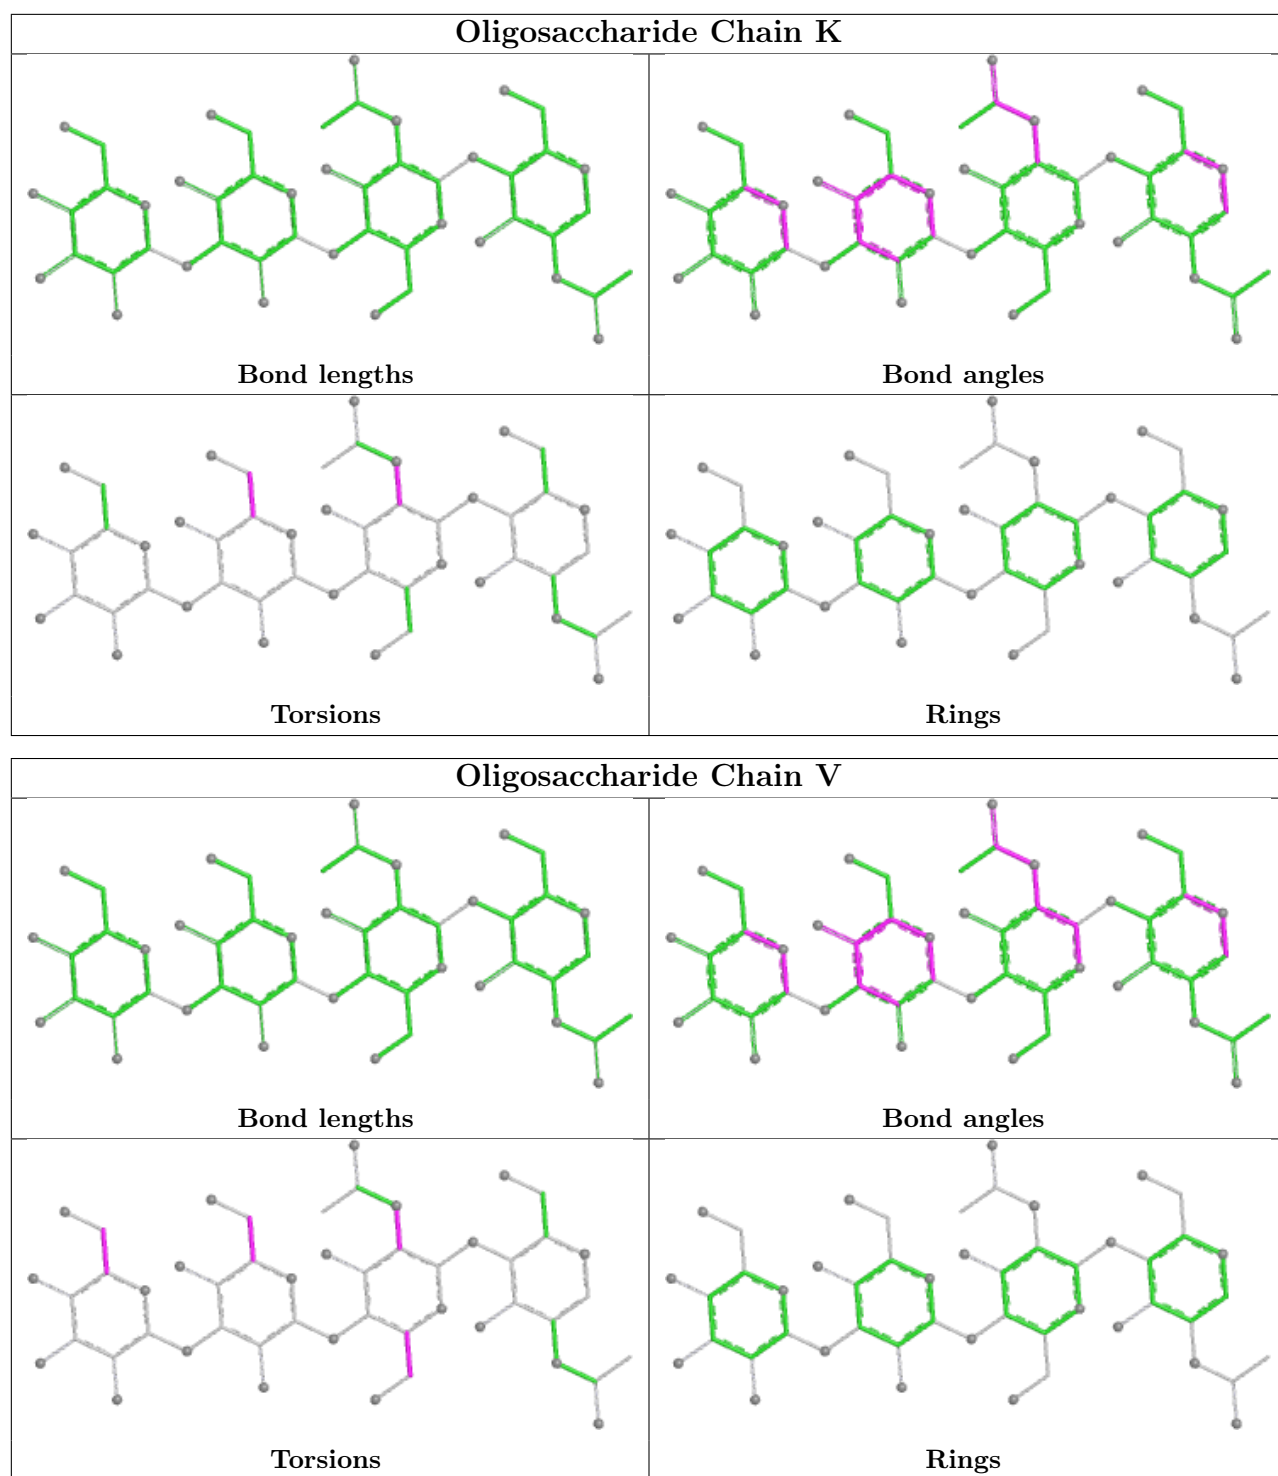 Oligosaccharide Chain K
Bond lengths
Bond angles
Torsions
Rings
Oligosaccharide Chain V
Bond lengths
Bond angles
Torsions
Rings